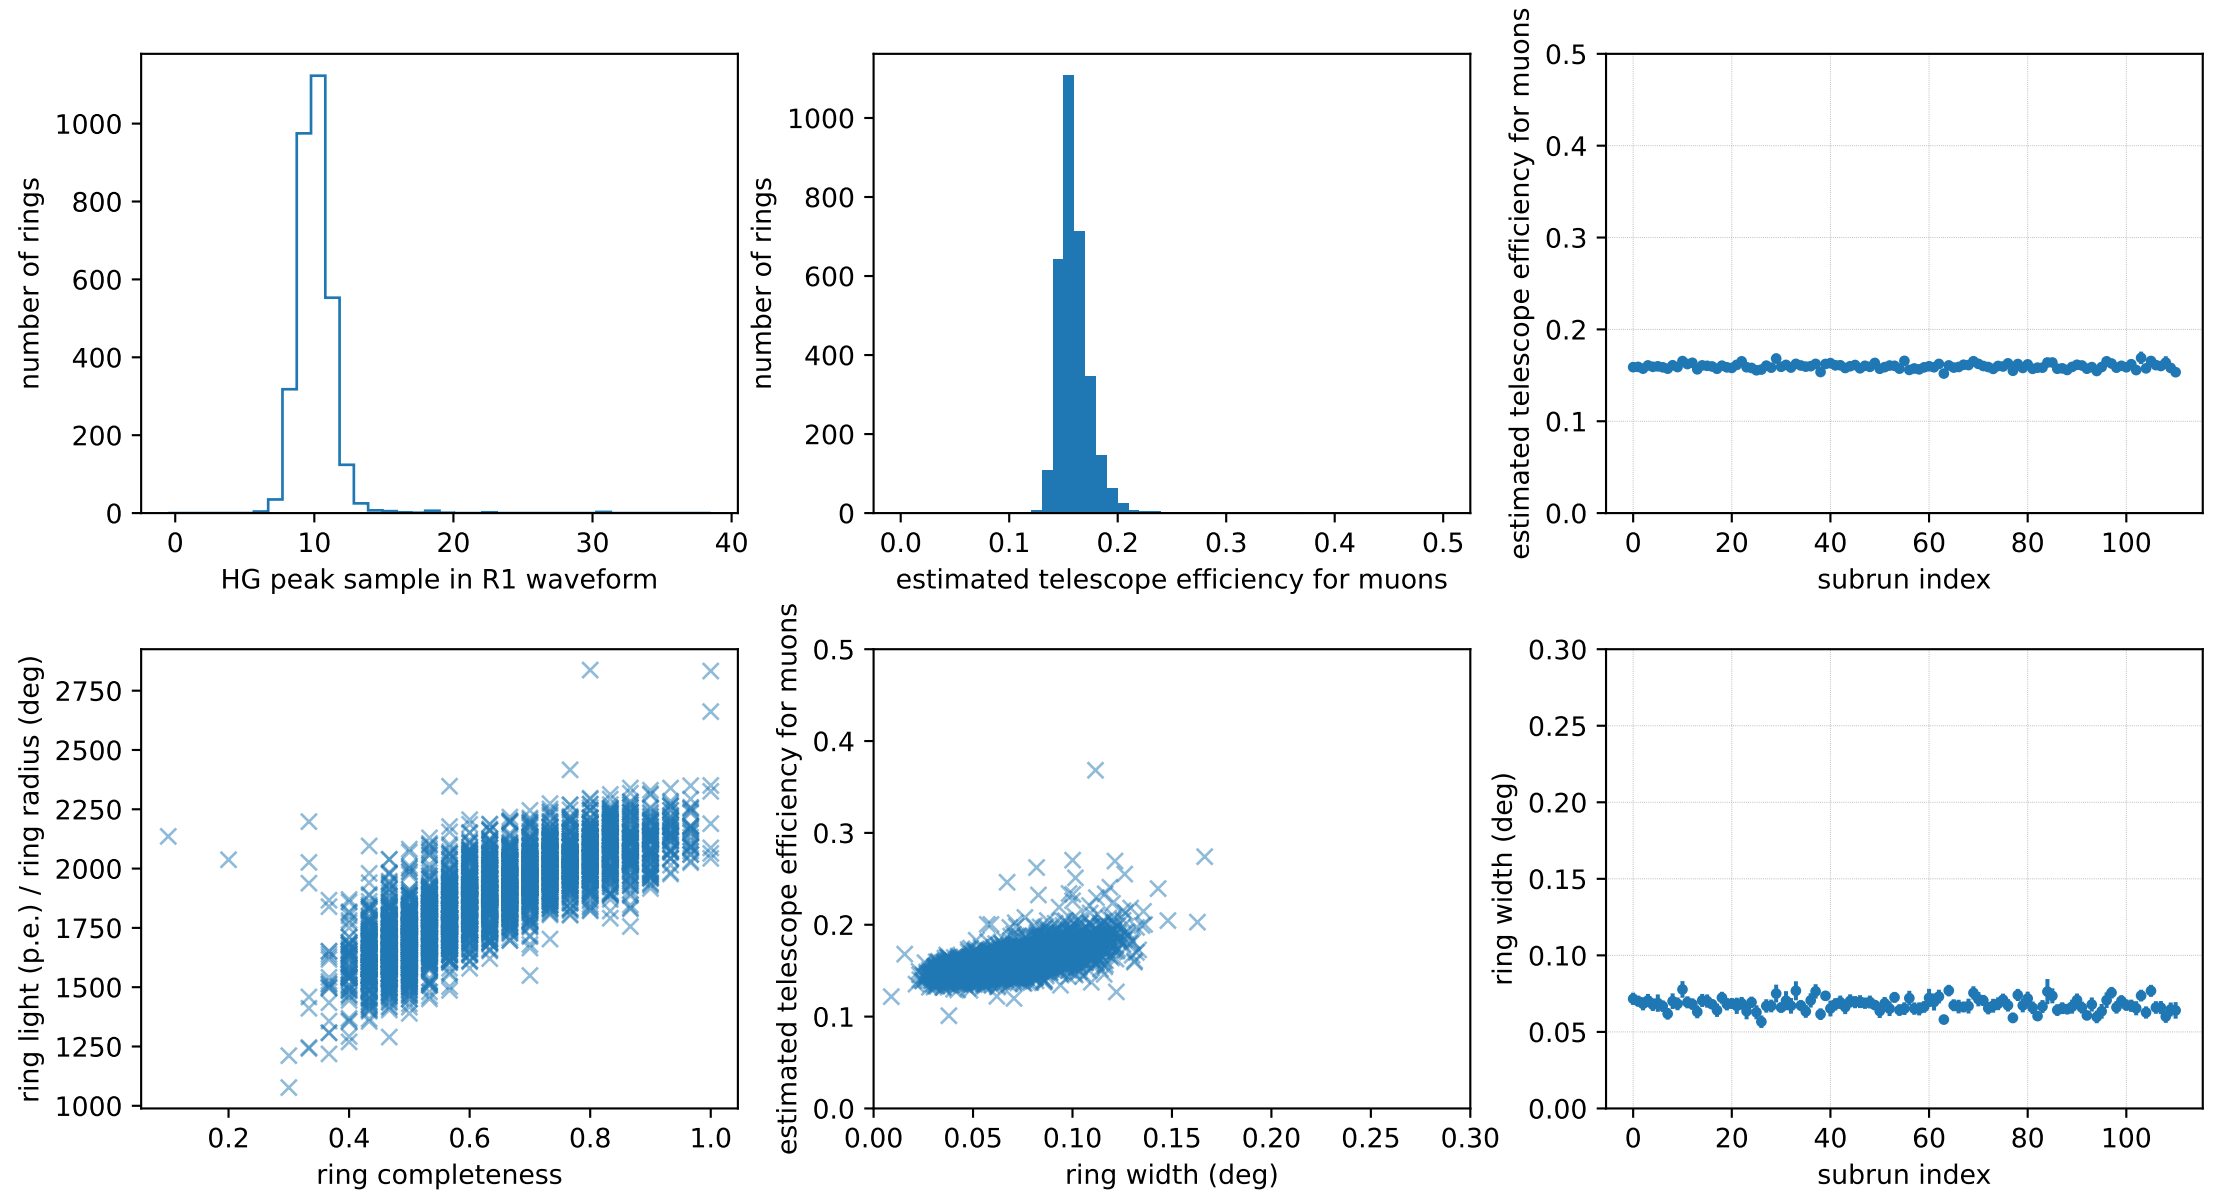 number of rings
1000
800
600
400
200
0
0 10 20 30 40
HG peak sample in R1 waveform
number of rings
1000
800
600
400
200
0
0.0 0.1 0.2 0.3 0.4 0.5
estimated telescope efficiency for muons
estimated telescope efficiency for muons
0.5
0.4
0.3
0.2
0.1
0.0
0 20 40 60 80 100
subrun index
ring light (p.e.) / ring radius (deg)
2750
2500
2250
2000
1750
1500
1250
1000
0.2 0.4 0.6 0.8 1.0
ring completeness
estimated telescope efficiency for muons
0.5
0.4
0.3
0.2
0.1
0.0
0.00 0.05 0.10 0.15 0.20 0.25 0.30
ring width (deg)
ring width (deg)
0.30
0.25
0.20
0.15
0.10
0.05
0.00
0 20 40 60 80 100
subrun index